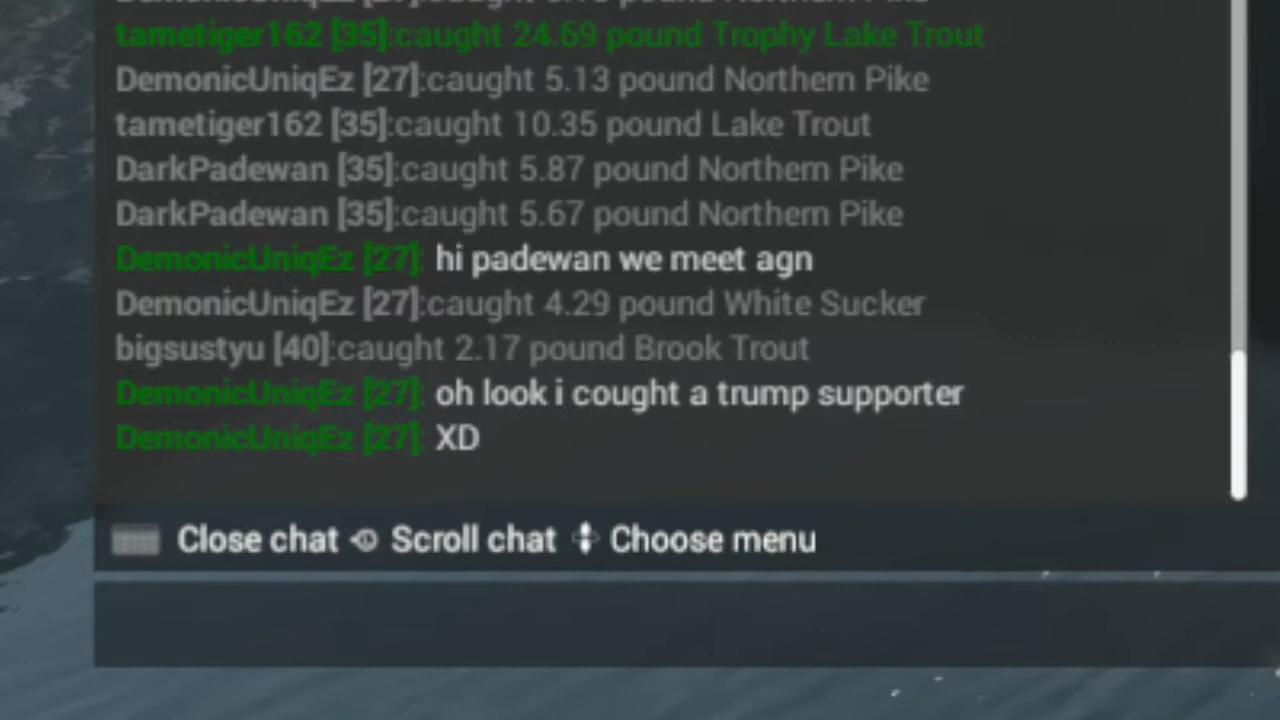 tametiger162 [35]:caught 24.69 pound Trophy Lake Trout
DemonicUniqEz [27]:caught 5.13 pound Northern Pike
tametiger162 [35]:caught 10.35 pound Lake Trout
DarkPadewan [35]:caught 5.87 pound Northern Pike
DarkPadewan [35]:caught 5.67 pound Northern Pike
DemonicUniqEz [27]: hi padewan we meet agn
DemonicUniqEz [27]:caught 4.29 pound White Sucker
bigsustyu [40]:caught 2.17 pound Brook Trout
DemonicUniqEz [27]: oh look i cought a trump supporter
DemonicUniqEz [27]: XD
Close chat Scroll chat Choose menu